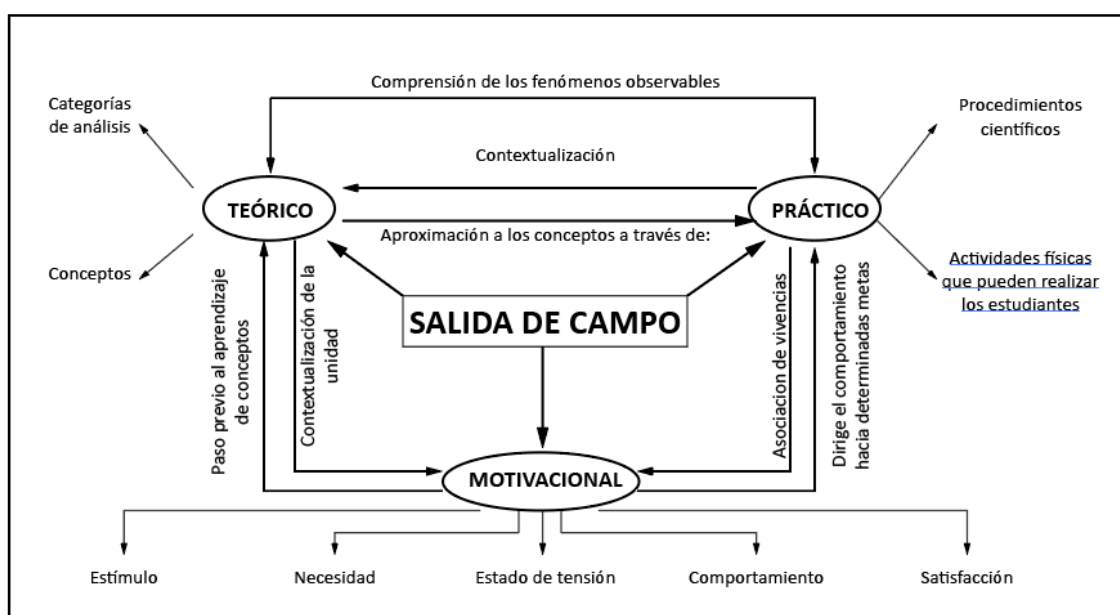 Comprensión de los fenómenos observables
Categorías
de análisis
Procedimientos
científicos
Contextualización
TEÓRICO
PRÁCTICO
Aproximación a los conceptos a través de:
Conceptos
Actividades físicas
que pueden realizar
los estudiantes
SALIDA DE CAMPO
Paso previo al aprendizaje
de conceptos
Contextualización de la
unidad
Asociacion de vivencias
Dirige el comportamiento
hacia determinadas metas
MOTIVACIONAL
Estímulo
Necesidad
Estado de tensión
Comportamiento
Satisfacción